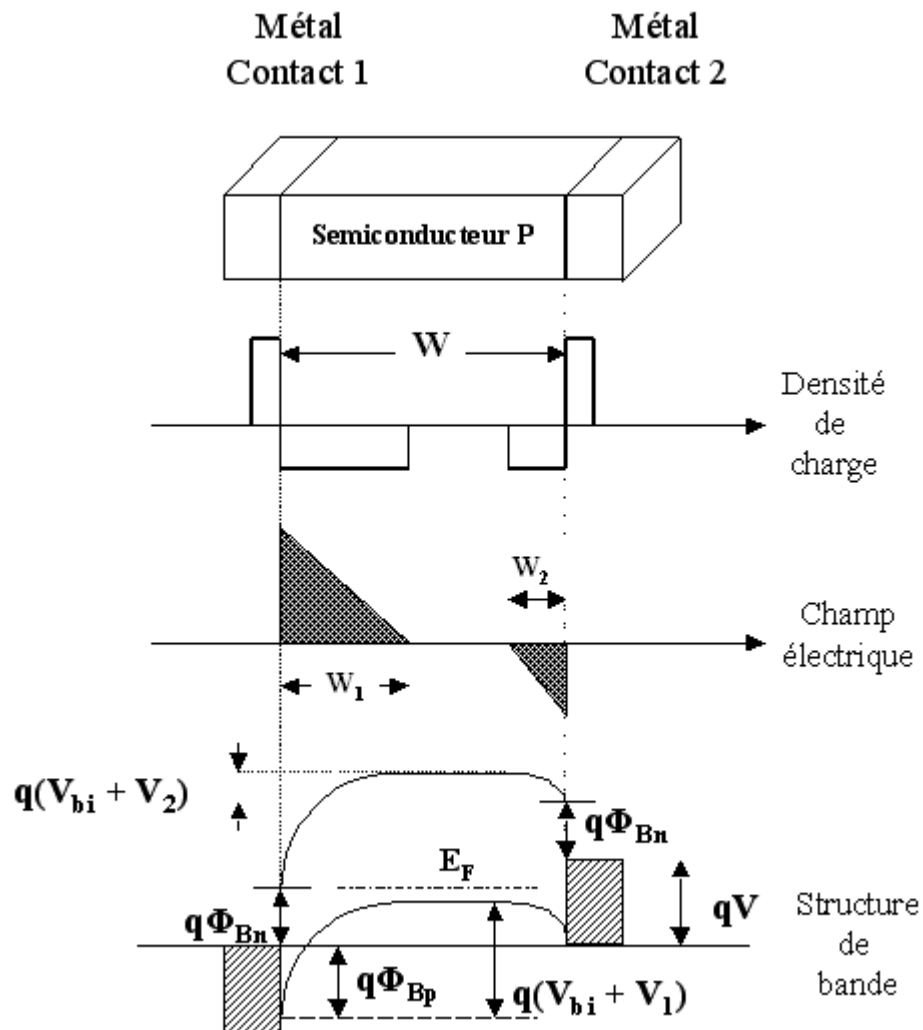 Métal
Contact 1
Métal
Contact 2
Semiconducteur P
W
Densité
de
charge
W₂
Champ
électrique
W₁
q(Vbi + V₂)
qΦBn
EF
qV
Structure
de
bande
qΦBn
qΦBp
q(Vbi + V₁)